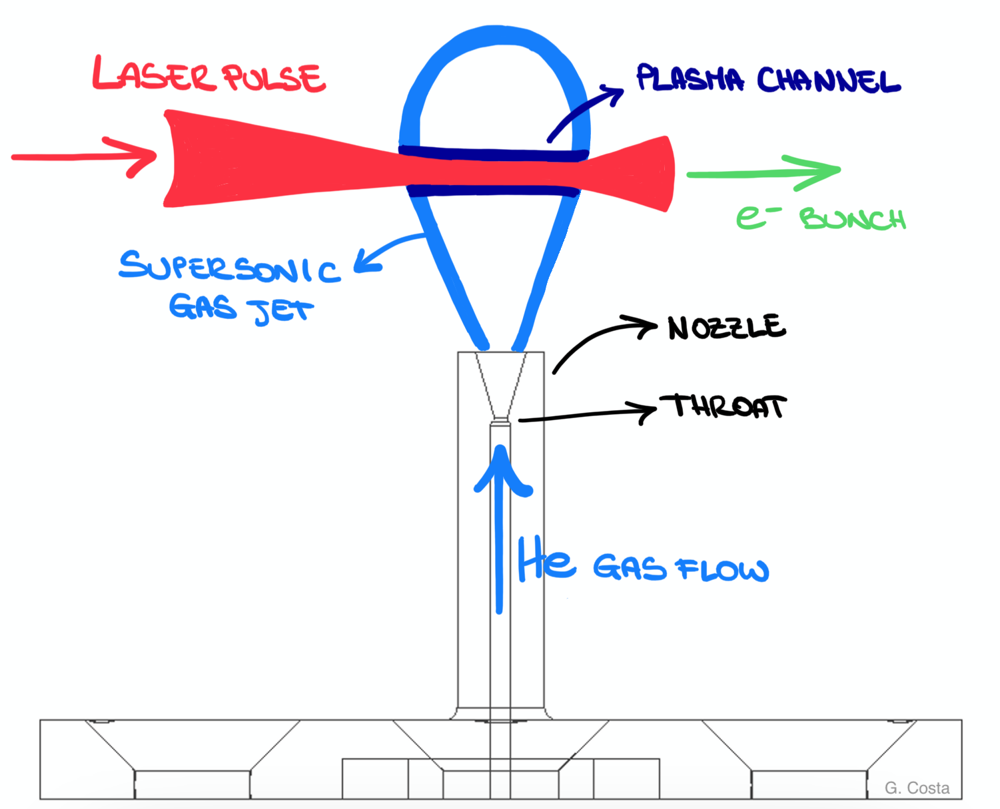 LASER PULSE
PLASMA CHANNEL
e⁻ BUNCH
SUPERSONIC
GAS JET
NOZZLE
THROAT
He GAS FLOW
G. Costa